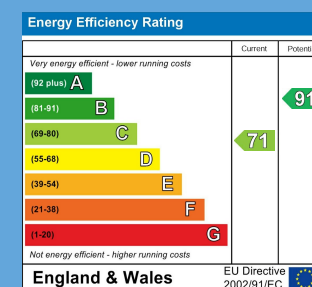 Energy Efficiency Rating
Current Potenti
Very energy efficient - lower running costs
(92 plus) A
(81-91) B
91
(69-80) C
71
(55-68) D
(39-54) E
(21-38) F
(1-20) G
Not energy efficient - higher running costs
England & Wales
EU Directive
2002/91/EC